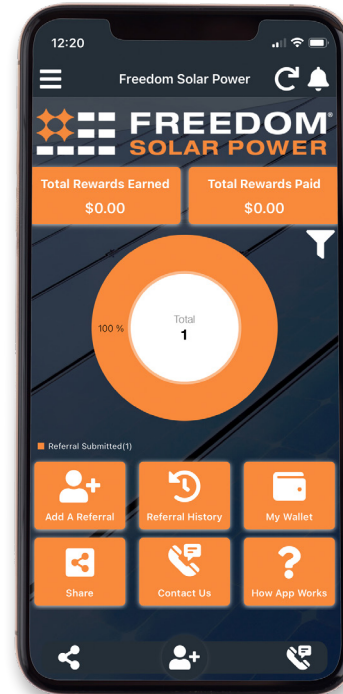 12:20
Freedom Solar Power
FREEDOM®
SOLAR POWER
Total Rewards Earned
$0.00
Total Rewards Paid
$0.00
100 %
Total
1
Referral Submitted(1)
Add A Referral
Referral History
My Wallet
Share
Contact Us
How App Works